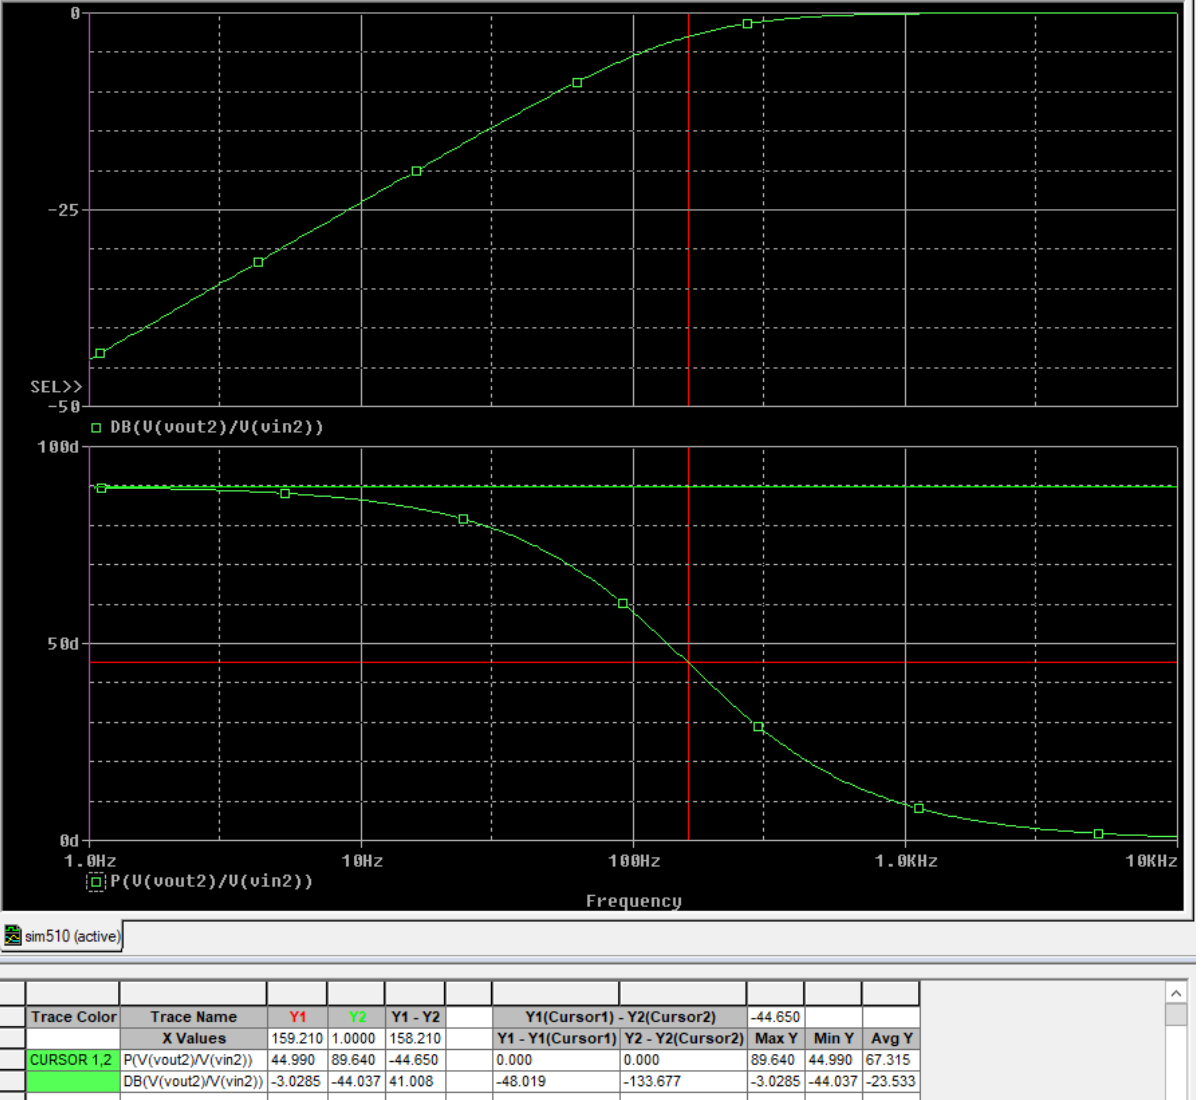 0
-25
SEL>>
-50
DB(V(vout2)/V(vin2))
100d
50d
0d
1.0Hz 10Hz 100Hz 1.0KHz 10KHz
P(V(vout2)/V(vin2))
Frequency
sim510 (active)
Trace Color Trace Name Y1 Y2 Y1 - Y2 Y1(Cursor1) - Y2(Cursor2) -44.650
X Values 159.210 1.0000 158.210 Y1 - Y1(Cursor1) Y2 - Y2(Cursor2) Max Y Min Y Avg Y
CURSOR 1,2 P(V(vout2)/V(vin2)) 44.990 89.640 -44.650 0.000 0.000 89.640 44.990 67.315
DB(V(vout2)/V(vin2)) -3.0285 -44.037 41.008 -48.019 -133.677 -3.0285 -44.037 -23.533